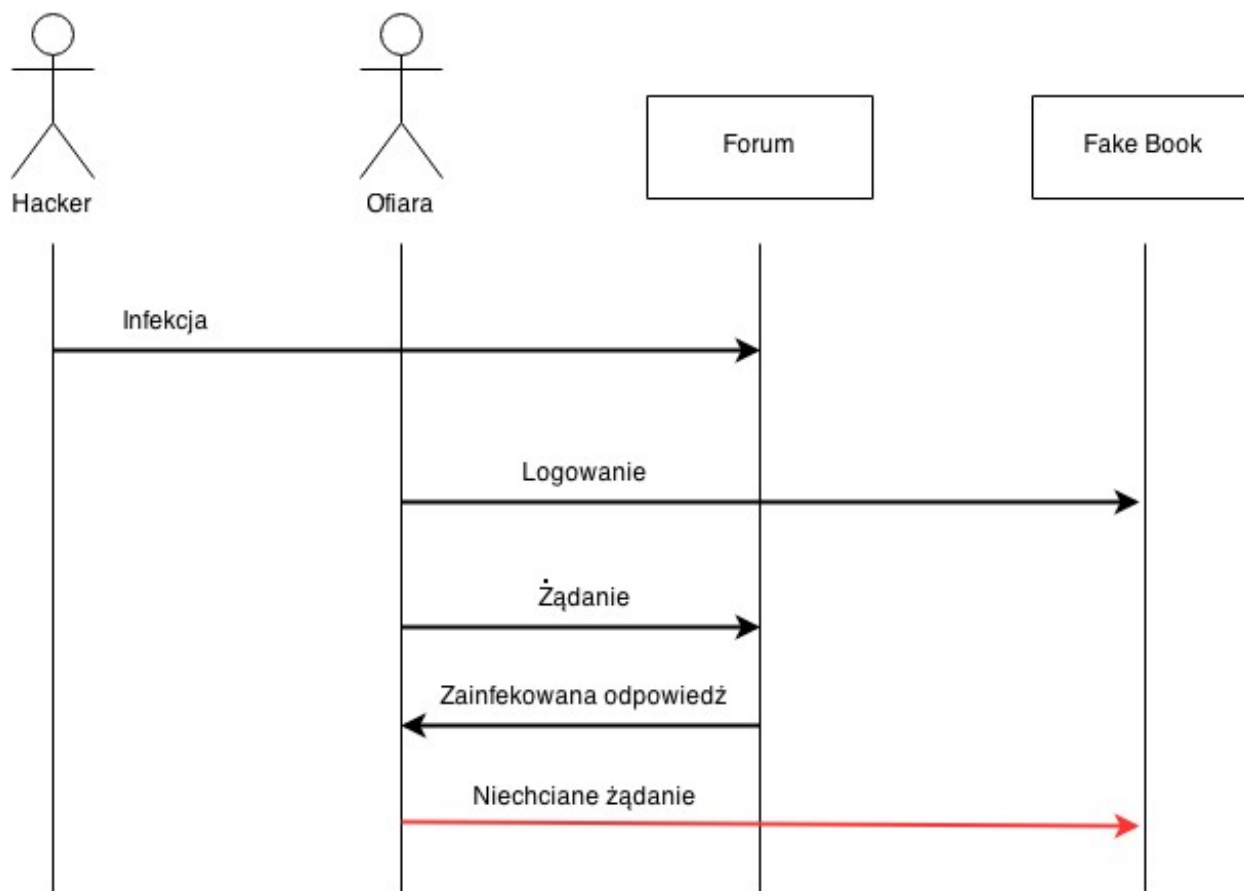 Forum
Fake Book
Hacker
Ofiara
Infekcja
Logowanie
Żądanie
Zainfekowana odpowiedź
Niechciane żądanie